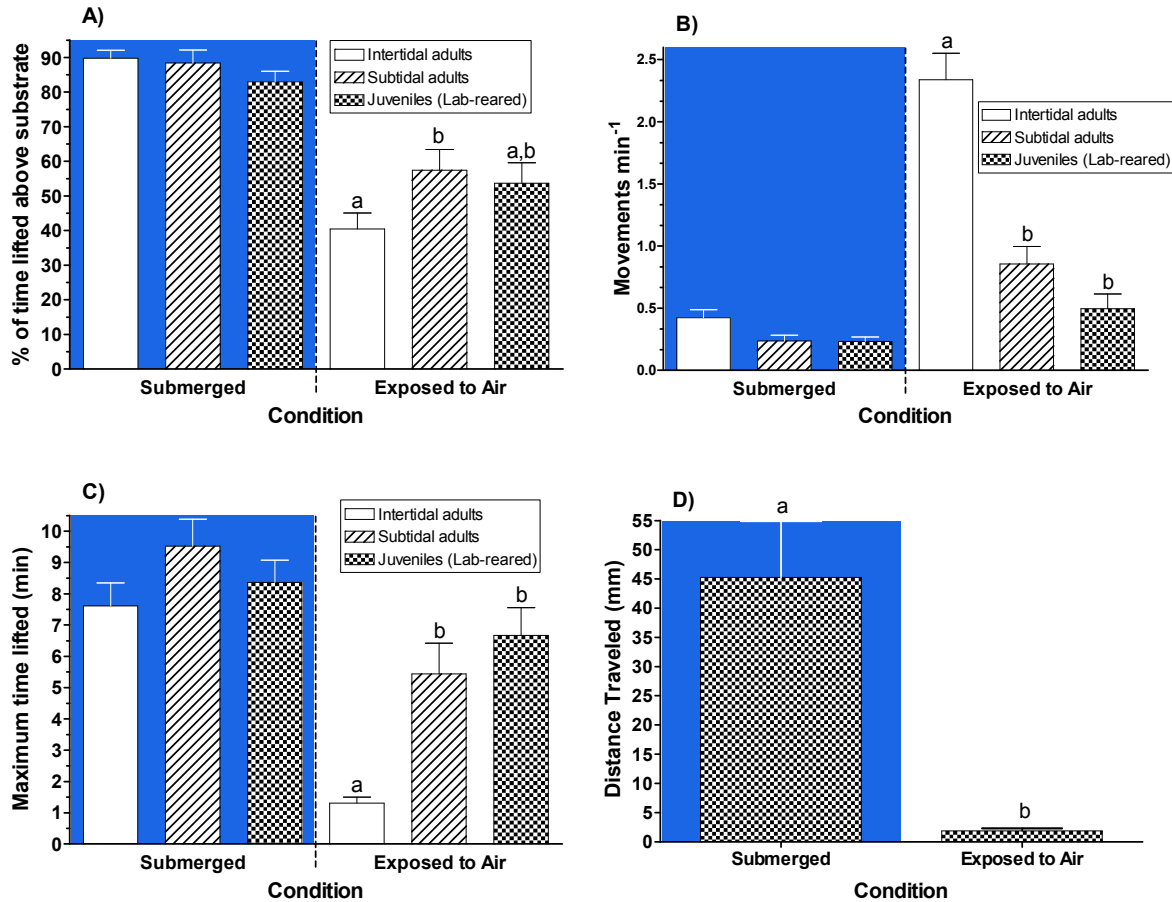 A)
% of time lifted above substrate
90
80
70
60
50
40
30
20
10
0
Intertidal adults
Subtidal adults
Juveniles (Lab-reared)
a
b
a,b
Submerged
Exposed to Air
Condition
B)
Movements min⁻¹
2.5
2.0
1.5
1.0
0.5
0.0
a
Intertidal adults
Subtidal adults
Juveniles (Lab-reared)
b
b
Submerged
Exposed to Air
Condition
C)
Maximum time lifted (min)
10
9
8
7
6
5
4
3
2
1
0
Intertidal adults
Subtidal adults
Juveniles (Lab-reared)
a
b
b
Submerged
Exposed to Air
Condition
D)
Distance Traveled (mm)
55
50
45
40
35
30
25
20
15
10
5
0
a
b
Submerged
Exposed to Air
Condition